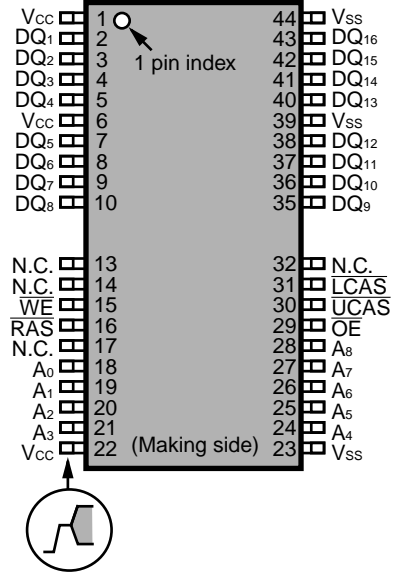 VCC 1 44 VSS
DQ1 2 43 DQ16
DQ2 3 1 pin index 42 DQ15
DQ3 4 41 DQ14
DQ4 5 40 DQ13
VCC 6 39 VSS
DQ5 7 38 DQ12
DQ6 8 37 DQ11
DQ7 9 36 DQ10
DQ8 10 35 DQ9
N.C. 13 32 N.C.
N.C. 14 31 LCAS
WE 15 30 UCAS
RAS 16 29 OE
N.C. 17 28 A8
A0 18 27 A7
A1 19 26 A6
A2 20 25 A5
A3 21 24 A4
VCC 22 (Making side) 23 VSS